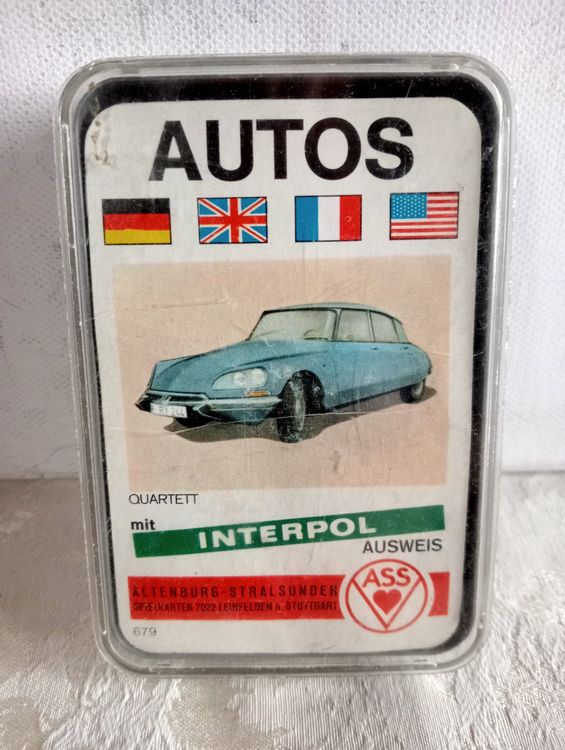 AUTOS
QUARTETT
mit
INTERPOL
AUSWEIS
ALTENBURG-STRALSUNDER
SPIELKARTEN 7022 LEINFELDEN b. STUTTGART
ASS
679